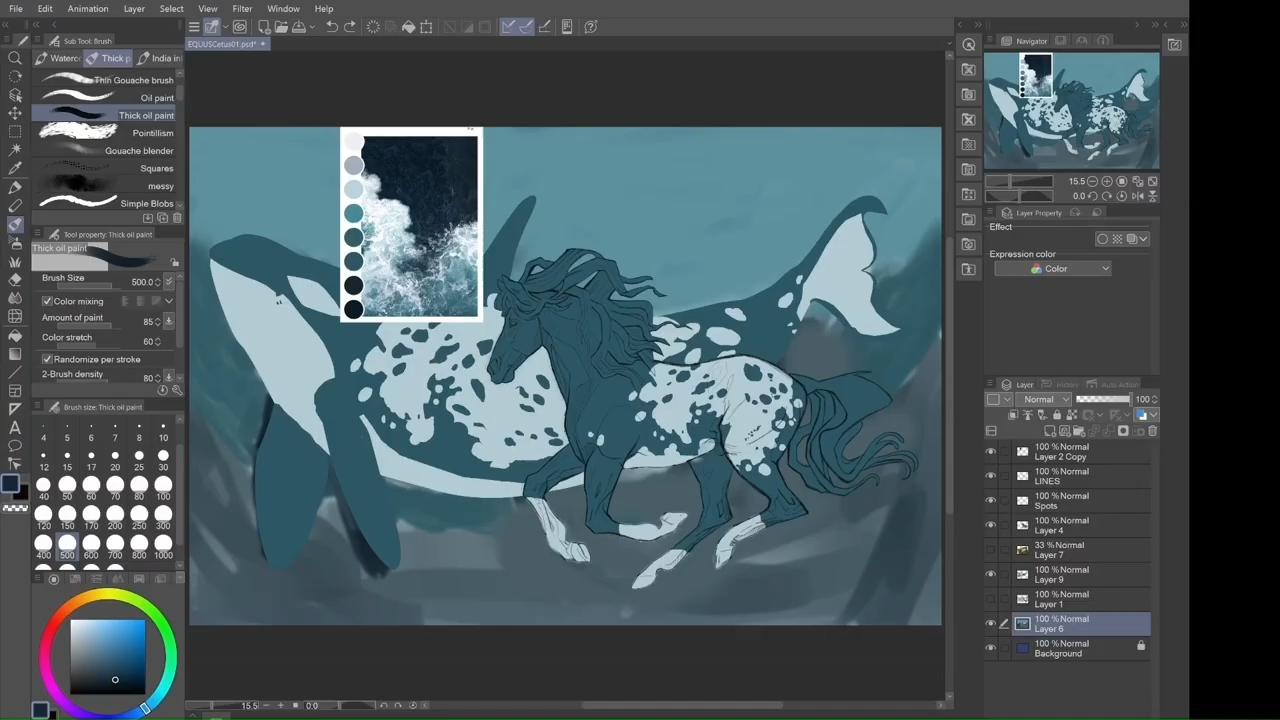 File Edit Animation Layer Select View Filter Window Help
Sub Tool: Brush
EQUUSCetus01.psd*
Navigator
Waterc Thick p India in
Thin Gouache brush
Oil paint
Thick oil paint
Pointillism
Gouache blender
Squares
messy
Simple Blobs
15.5
0.0
Tool property: Thick oil paint
Thick oil paint
Brush Size 500.0
Color mixing
Amount of paint 85
Color stretch 60
Randomize per stroke
2-Brush density 80
Layer Property
Effect
Expression color
Color
Brush size: Thick oil paint
4 5 6 7 8 10
12 15 17 20 25 30
40 50 60 70 80 100
120 150 170 200 250 300
400 500 600 700 800 1000
Layer History Auto Action
Normal 100
100 % Normal
Layer 2 Copy
100 % Normal
LINES
100 % Normal
Spots
100 % Normal
Layer 4
33 % Normal
Layer 7
100 % Normal
Layer 9
100 % Normal
Layer 1
100 % Normal
Layer 6
100 % Normal
Background
15.5 0.0